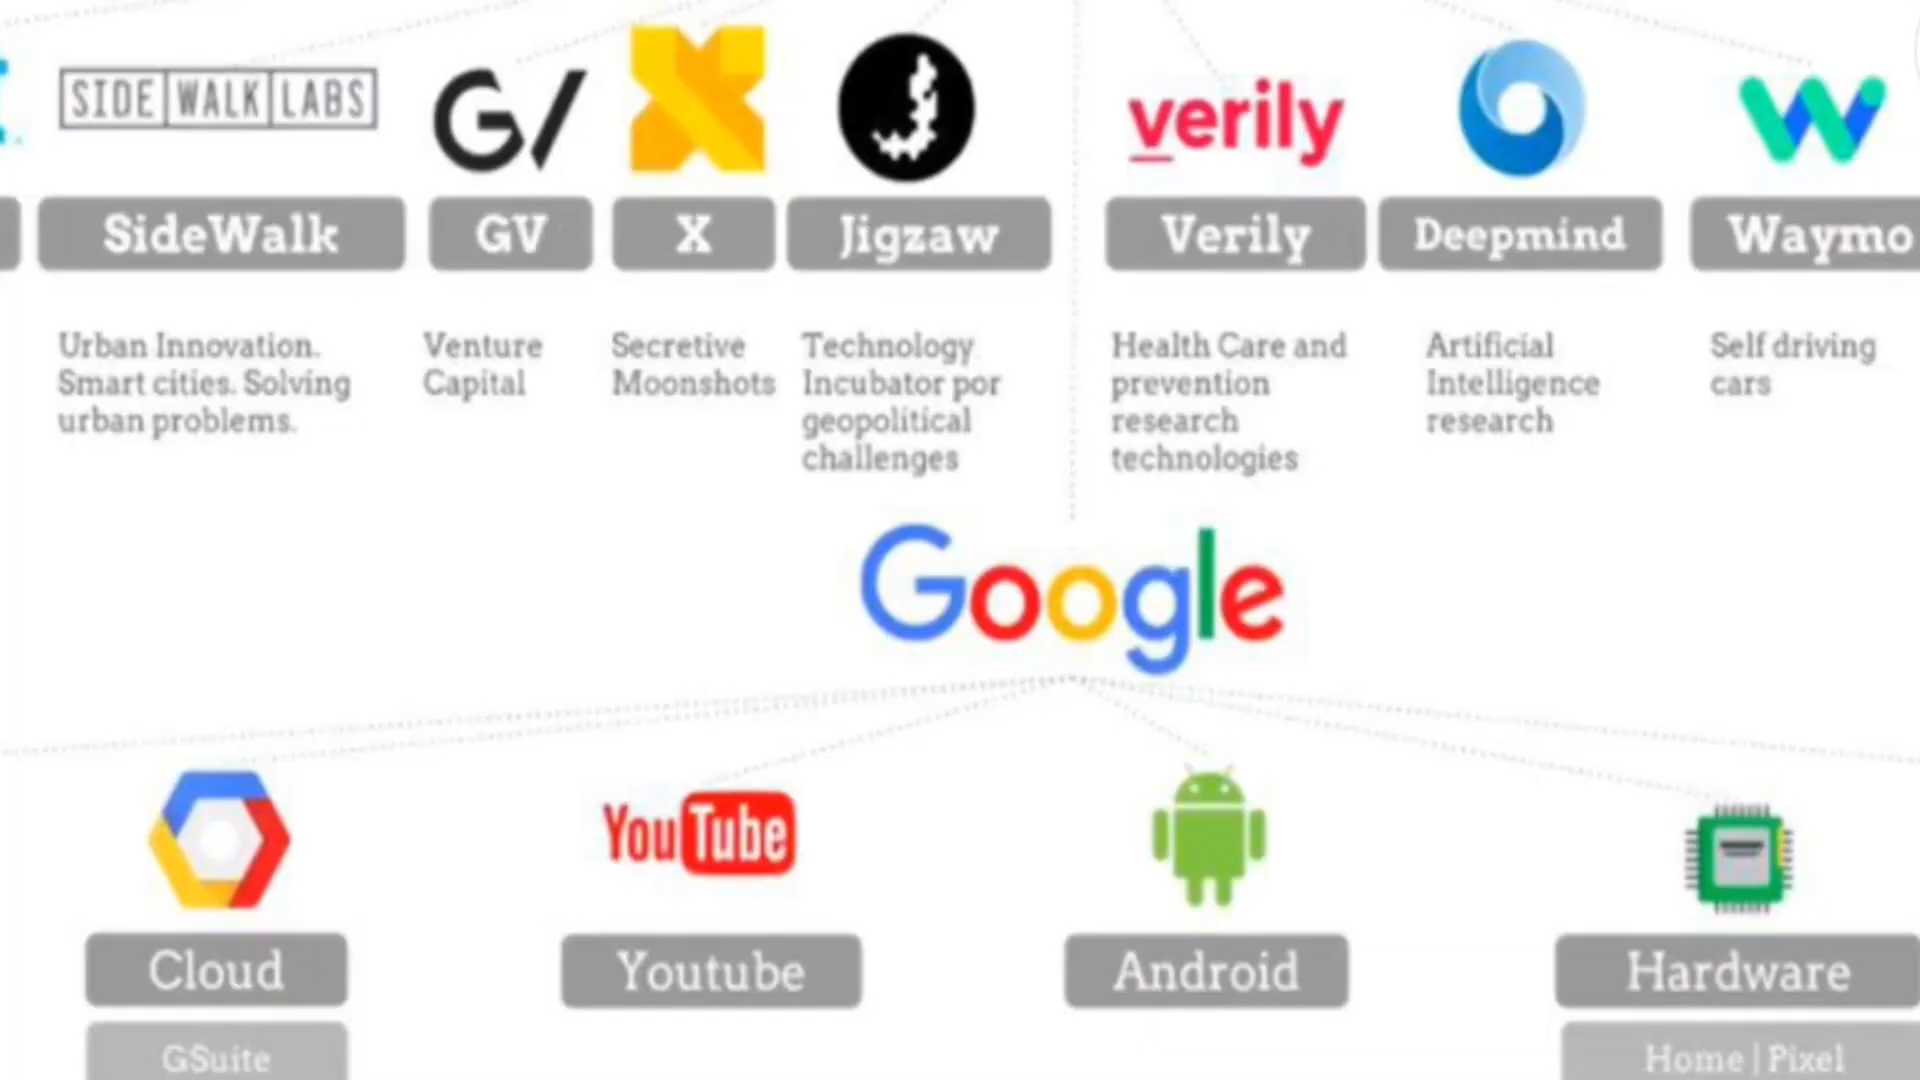 SIDE WALK LABS
G/
verily
SideWalk
GV
X
Jigzaw
Verily
Deepmind
Waymo
Urban Innovation.
Smart cities. Solving
urban problems.
Venture
Capital
Secretive
Moonshots
Technology
Incubator por
geopolitical
challenges
Health Care and
prevention
research
technologies
Artificial
Intelligence
research
Self driving
cars
Google
YouTube
Cloud
Youtube
Android
Hardware
GSuite
Home | Pixel